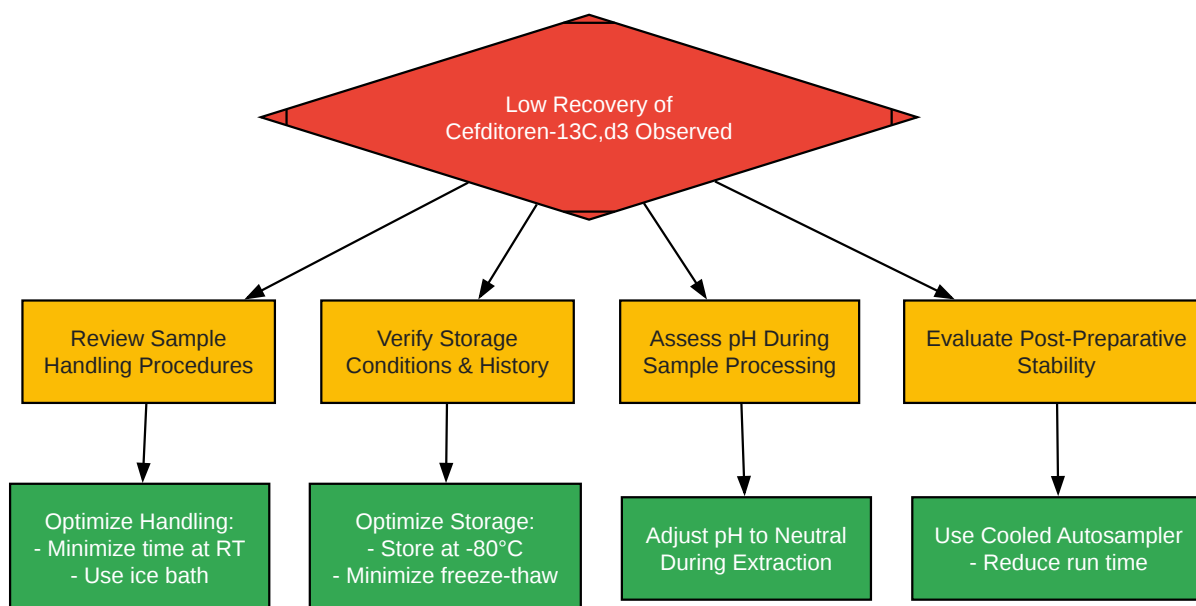 Low Recovery of
Cefditoren-13C,d3 Observed
Review Sample
Handling Procedures
Verify Storage
Conditions & History
Assess pH During
Sample Processing
Evaluate Post-Preparative
Stability
Optimize Handling:
- Minimize time at RT
- Use ice bath
Optimize Storage:
- Store at -80°C
- Minimize freeze-thaw
Adjust pH to Neutral
During Extraction
Use Cooled Autosampler
- Reduce run time